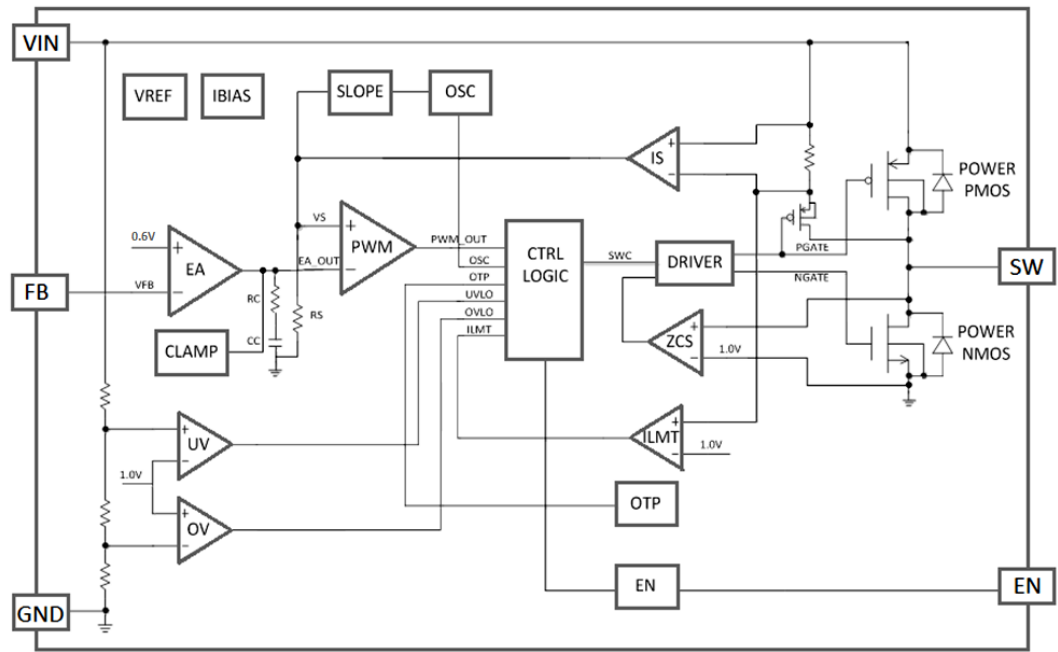 VIN
VREF
IBIAS
SLOPE
OSC
+
IS
-
POWER
PMOS
VS
+
PWM
-
0.6V
+
EA
-
EA_OUT
PWM_OUT
OSC
OTP
UVLO
OVLO
ILMT
CTRL
LOGIC
SWC
DRIVER
PGATE
NGATE
SW
FB
VFB
RC
CC
RS
CLAMP
+
ZCS
-
1.0V
POWER
NMOS
+
UV
-
1.0V
+
OV
-
+
ILMT
-
1.0V
OTP
EN
EN
GND